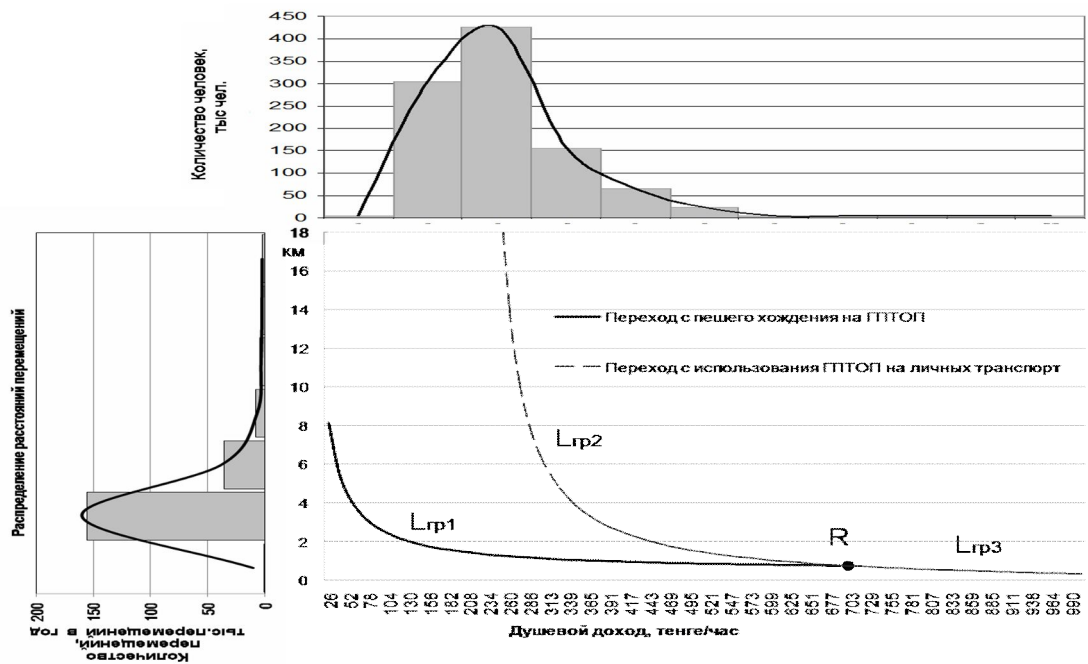 Количество человек,
тыс чел.
450
400
350
300
250
200
150
100
50
0
Распределение расстояний перемещений
200
150
100
50
0
Количество
перемещений,
тыс.перемещений в год
18
км
16
14
12
10
8
6
4
2
0
Переход с пешего хождения на ГПТОП
Переход с использования ГПТОП на личных транспорт
Lгр2
Lгр1
R
Lгр3
26 52 78 104 130 156 182 208 234 260 286 313 339 365 391 417 443 469 495 521 547 573 599 625 651 677 703 729 755 781 807 833 859 885 911 938 964 990
Душевой доход, тенге/час